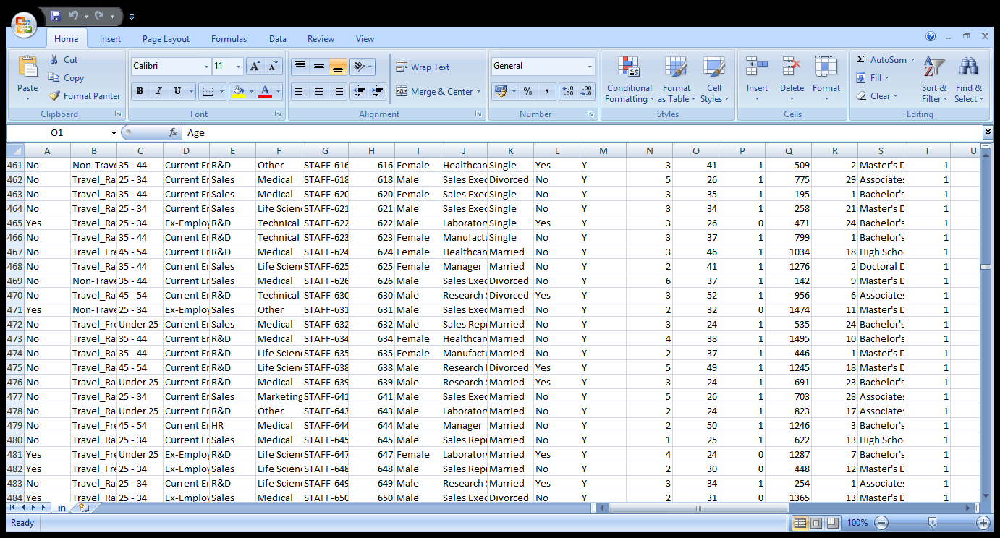 Home Insert Page Layout Formulas Data Review View
Paste Cut Copy Format Painter Clipboard
Calibri 11 A A B I U A Font
Wrap Text Merge & Center Alignment
General % , .00 .0 Number
Conditional Formatting Format as Table Cell Styles Styles
Insert Delete Format Cells
Σ AutoSum Fill Clear Sort & Filter Find & Select Editing
O1 fx Age
A B C D E F G H I J K L M N O P Q R S T U
461 No Non-Trave 35 - 44 Current Er R&D Other STAFF-616 616 Female Healthcar Single Yes Y 3 41 1 509 2 Master's D 1
462 No Travel_Ra 25 - 34 Current Er Sales Medical STAFF-618 618 Male Sales Exec Divorced No Y 5 26 1 775 29 Associate 1
463 No Travel_Ra 35 - 44 Current Er Sales Medical STAFF-620 620 Female Sales Exec Single No Y 3 35 1 195 1 Bachelor's 1
464 No Travel_Ra 25 - 34 Current Er Sales Life Scien STAFF-621 621 Male Sales Exec Single No Y 3 34 1 258 21 Master's D 1
465 Yes Travel_Ra 25 - 34 Ex-Employ R&D Technical STAFF-622 622 Male Laborator Single Yes Y 3 26 0 471 24 Bachelor's 1
466 No Travel_Ra 35 - 44 Current Er R&D Technical STAFF-623 623 Female Manufact Single No Y 3 37 1 799 1 Bachelor's 1
467 No Travel_Fre 45 - 54 Current Er R&D Medical STAFF-624 624 Female Healthcar Married No Y 3 46 1 1034 18 High Scho 1
468 No Travel_Ra 35 - 44 Current Er R&D Life Scien STAFF-625 625 Female Manager Married No Y 2 41 1 1276 2 Doctoral D 1
469 No Non-Trave 35 - 44 Current Er Sales Medical STAFF-626 626 Male Sales Exec Divorced No Y 6 37 1 142 9 Master's D 1
470 No Travel_Ra 45 - 54 Current Er R&D Technical STAFF-630 630 Male Research S Divorced Yes Y 3 52 1 956 6 Associate 1
471 Yes Non-Trave 25 - 34 Ex-Employ Sales Other STAFF-631 631 Male Sales Exec Married No Y 2 32 0 1474 11 Master's D 1
472 No Travel_Fre Under 25 Current Er Sales Medical STAFF-632 632 Male Sales Rep Married No Y 3 24 1 535 24 Bachelor's 1
473 No Travel_Ra 35 - 44 Current Er R&D Medical STAFF-634 634 Female Healthcar Married No Y 4 38 1 1495 10 Bachelor's 1
474 No Travel_Ra 35 - 44 Current Er R&D Life Scien STAFF-635 635 Female Manufact Married No Y 2 37 1 446 1 Master's D 1
475 No Travel_Ra 45 - 54 Current Er R&D Life Scien STAFF-638 638 Male Research Divorced Yes Y 5 49 1 1245 18 Master's D 1
476 No Travel_Ra Under 25 Current Er R&D Medical STAFF-639 639 Male Research S Married Yes Y 3 24 1 691 23 Bachelor's 1
477 No Travel_Ra 25 - 34 Current Er Sales Marketing STAFF-641 641 Male Sales Exec Married No Y 5 26 1 703 28 Associate 1
478 No Travel_Ra Under 25 Current Er R&D Other STAFF-643 643 Male Laborator Married No Y 2 24 1 823 17 Associate 1
479 No Travel_Fre 45 - 54 Current Er HR Medical STAFF-644 644 Male Manager Married No Y 2 50 1 1246 3 Bachelor's 1
480 No Travel_Ra 25 - 34 Current Er Sales Medical STAFF-645 645 Male Sales Rep Married No Y 1 25 1 622 13 High Scho 1
481 Yes Travel_Fre Under 25 Ex-Employ R&D Life Scien STAFF-647 647 Female Laborator Married Yes Y 4 24 0 1287 7 Bachelor's 1
482 Yes Travel_Fre 25 - 34 Ex-Employ Sales Medical STAFF-648 648 Male Sales Rep Married No Y 2 30 0 448 12 Master's D 1
483 No Travel_Ra 25 - 34 Current Er R&D Life Scien STAFF-649 649 Male Research S Married Yes Y 3 34 1 254 1 Associate 1
484 Yes Travel_Ra 25 - 34 Ex-Employ Sales Medical STAFF-650 650 Male Sales Exec Divorced No Y 2 31 0 1365 13 Master's D 1
in
Ready 100%